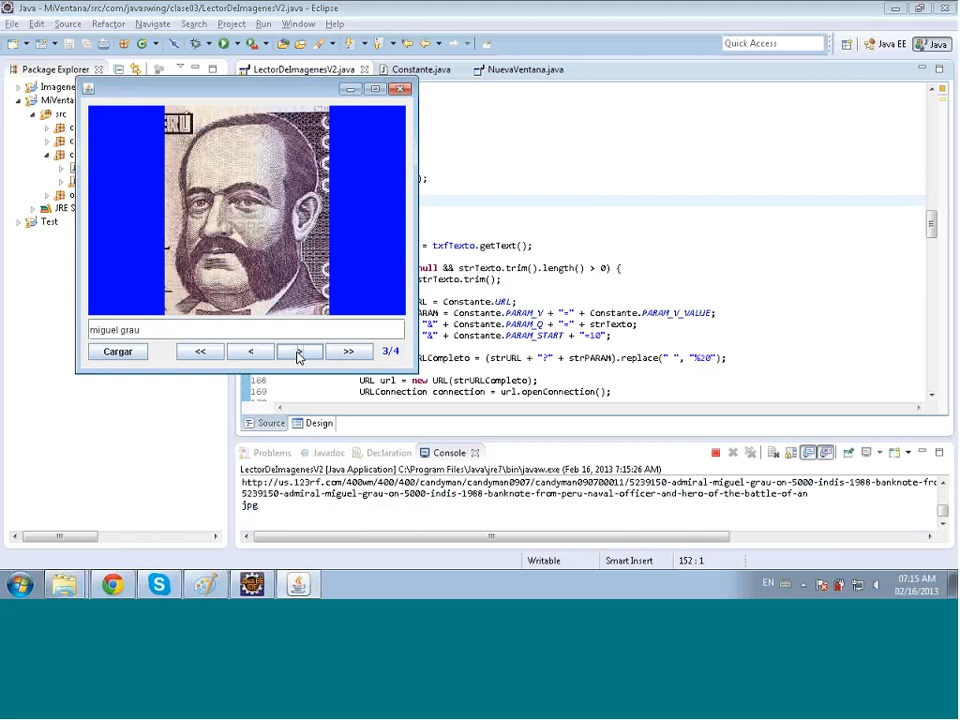 Java - MiVentana/src/com/javaswing/clase03/LectorDeImagenesV2.java - Eclipse
File Edit Source Refactor Navigate Search Project Run Window Help
Quick Access
Java EE
Java
Package Explorer
LectorDeImagenesV2.java
Constante.java
NuevaVentana.java
Imagene
MiVenta
src
JRE S
Test
miguel grau
Cargar
<<
<
>>
3/4
);
= txfTexto.getText();
null && strTexto.trim().length() > 0) {
strTexto.trim();
RL = Constante.URL;
PARAM = Constante.PARAM_V + "=" + Constante.PARAM_V_VALUE;
"&" + Constante.PARAM_Q + "=" + strTexto;
"&" + Constante.PARAM_START + "=10";
RLCompleto = (strURL + "?" + strPARAM).replace(" ", "%20");
168 URL url = new URL(strURLCompleto);
169 URLConnection connection = url.openConnection();
Source Design
Problems Javadoc Declaration Console
LectorDeImagenesV2 [Java Application] C:\Program Files\Java\jre7\bin\javaw.exe (Feb 16, 2013 7:15:26 AM)
http://us.123rf.com/400wm/400/400/candyman/candyman0907/candyman090700011/5239150-admiral-miguel-grau-on-5000-indis-1988-banknote-fro
5239150-admiral-miguel-grau-on-5000-indis-1988-banknote-from-peru-naval-officer-and-hero-of-the-battle-of-an
jpg
Writable
Smart Insert
152 : 1
EN
07:15 AM
02/16/2013